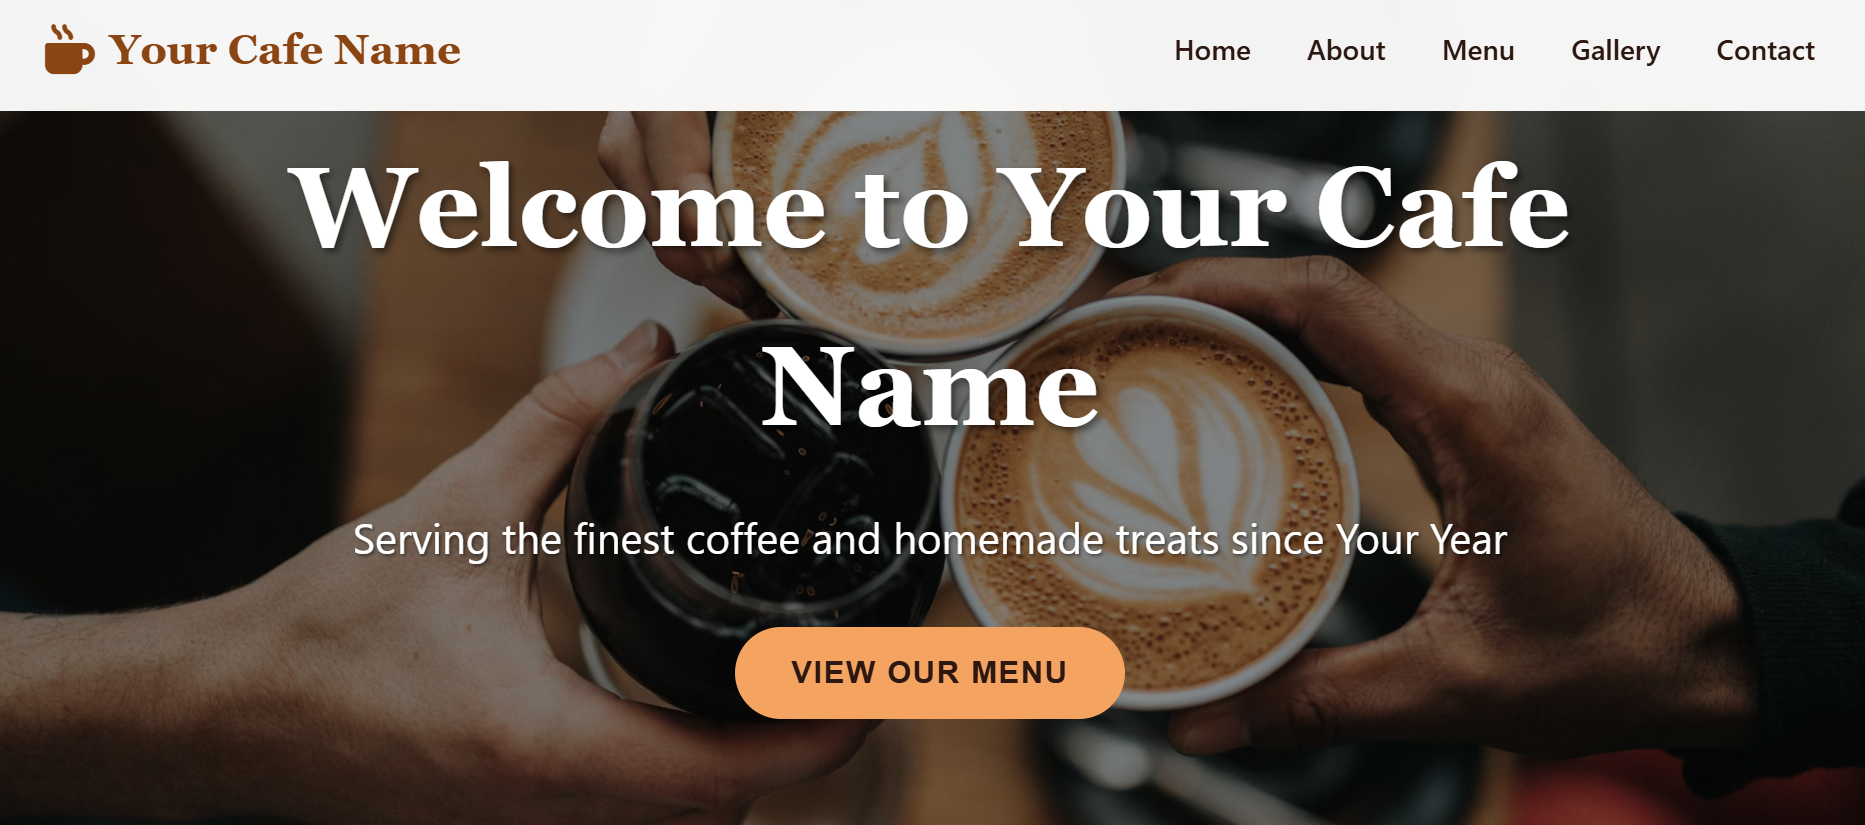 Your Cafe Name
Home About Menu Gallery Contact
Welcome to Your Cafe
Name
Serving the finest coffee and homemade treats since Your Year
VIEW OUR MENU